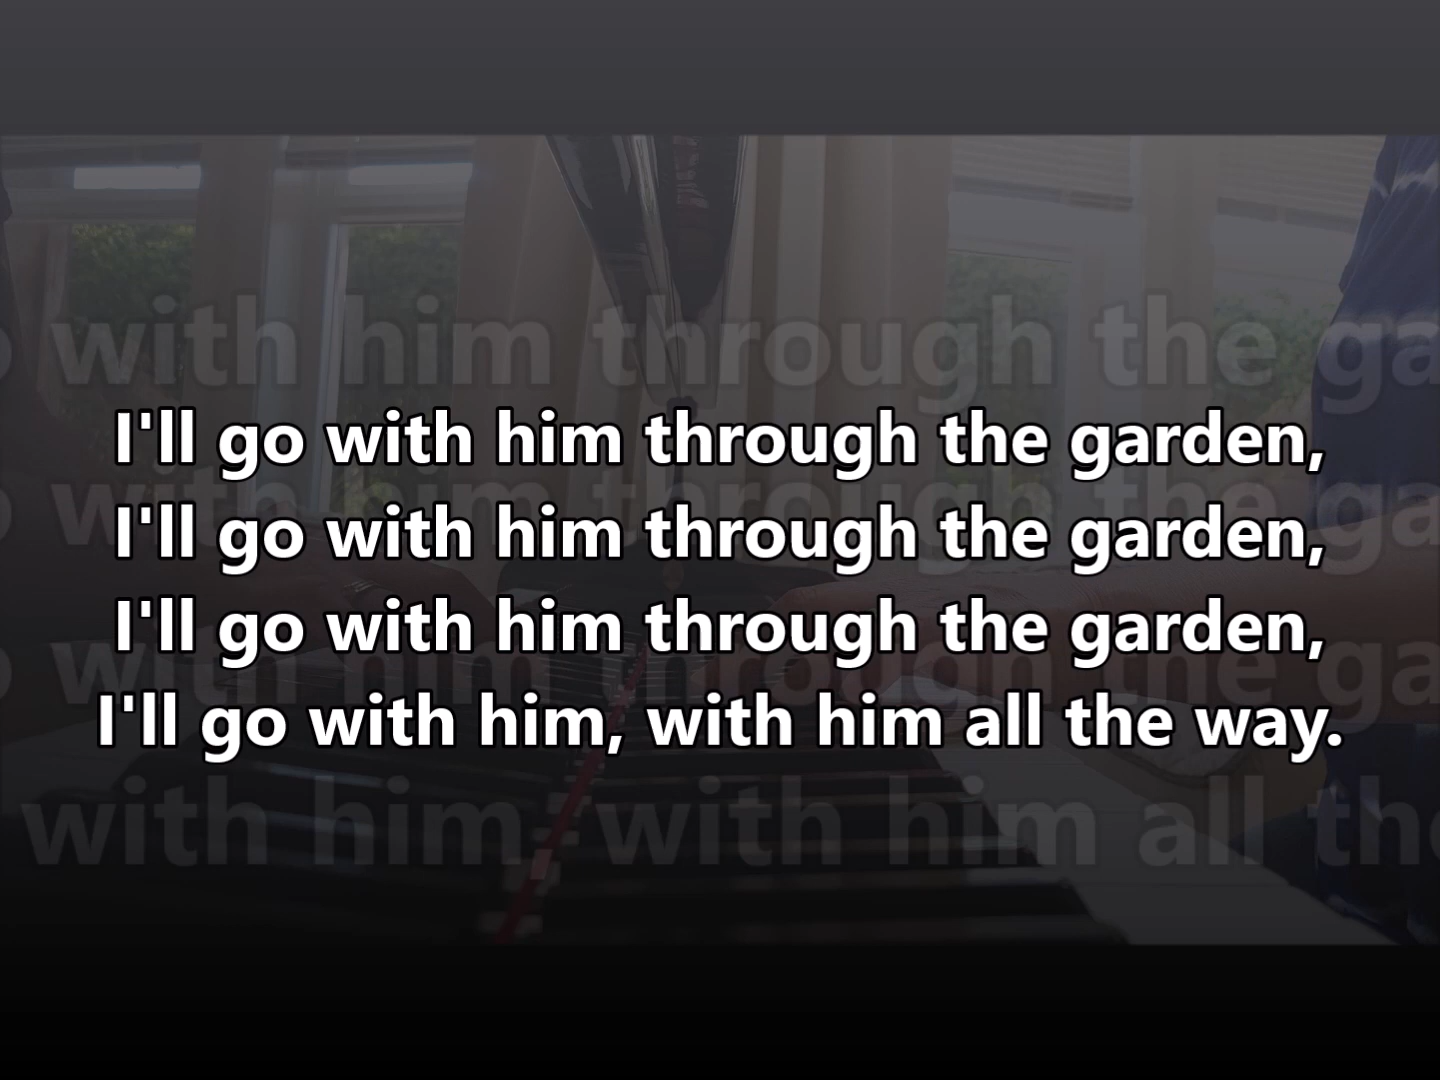 I'll go with him through the garden,
I'll go with him through the garden,
I'll go with him through the garden,
I'll go with him, with him all the way.